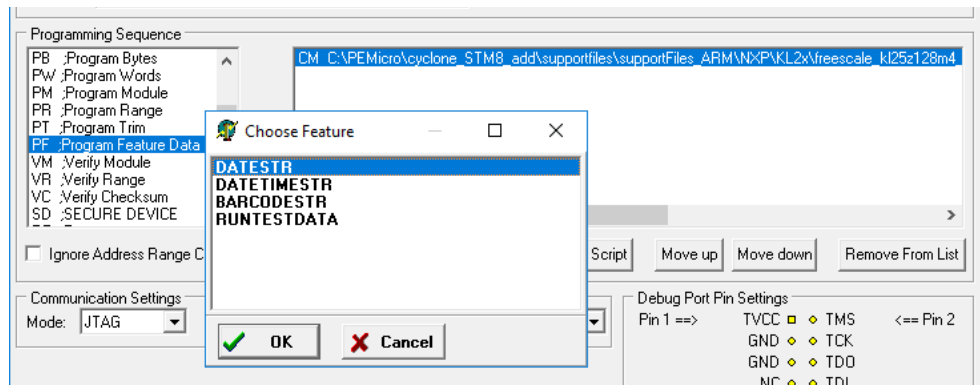 Programming Sequence
PB ;Program Bytes
PW ;Program Words
PM ;Program Module
PR ;Program Range
PT ;Program Trim
PF ;Program Feature Data
VM ;Verify Module
VR ;Verify Range
VC ;Verify Checksum
SD ;SECURE DEVICE
CM C:\PEMicro\cyclone_STM8_add\supportfiles\supportFiles_ARM\NXP\KL2x\freescale_kl25z128m4
Choose Feature
DATESTR
DATETIMESTR
BARCODESTR
RUNTESTDATA
OK
Cancel
Ignore Address Range C
Script
Move up
Move down
Remove From List
Communication Settings
Mode: JTAG
Debug Port Pin Settings
Pin 1 ==> TVCC TMS <== Pin 2
GND TCK
GND TDO
NC TDI